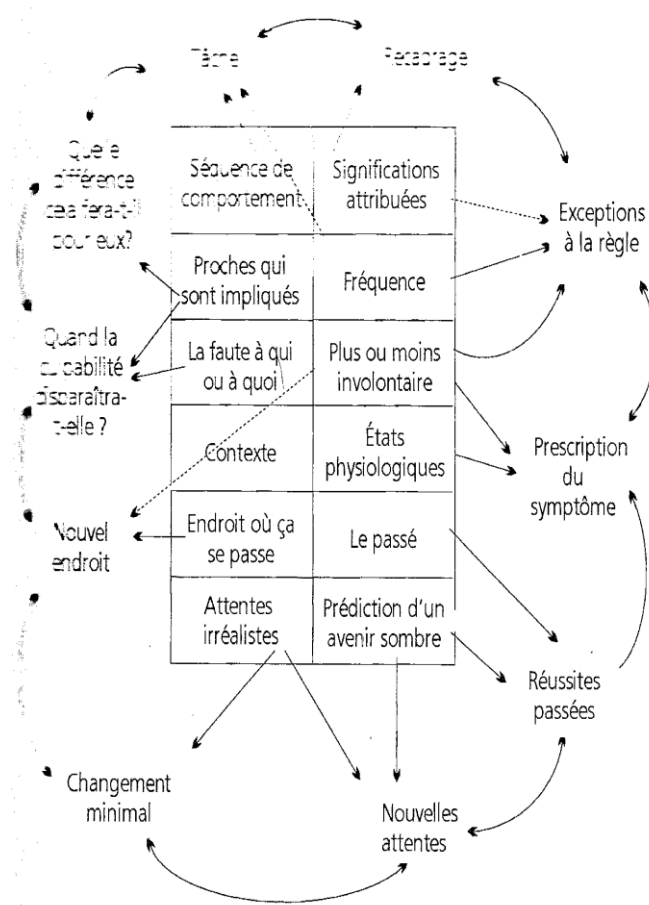 Tâche
Recadrage
Quelle
différence
cela fera-t-il
pour eux?
Séquence de
comportement
Significations
attribuées
Exceptions
à la règle
Proches qui
sont impliqués
Fréquence
Quand la
culpabilité
disparaîtra-
t-elle ?
La faute à qui
ou à quoi
Plus ou moins
involontaire
Contexte
États
physiologiques
Prescription
du
symptôme
Nouvel
endroit
Endroit où ça
se passe
Le passé
Attentes
irréalistes
Prédiction d'un
avenir sombre
Réussites
passées
Changement
minimal
Nouvelles
attentes